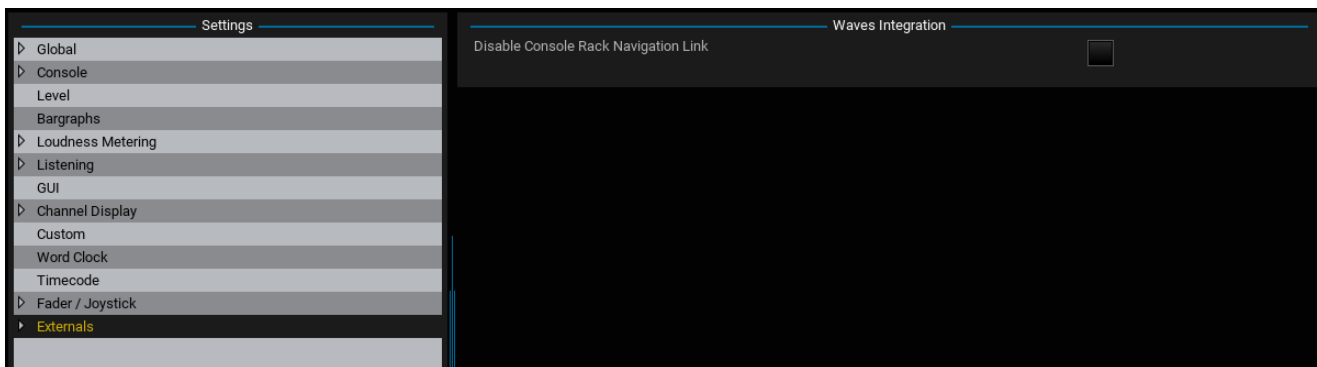 Settings
Global
Console
Level
Bargraphs
Loudness Metering
Listening
GUI
Channel Display
Custom
Word Clock
Timecode
Fader / Joystick
Externals
Waves Integration
Disable Console Rack Navigation Link